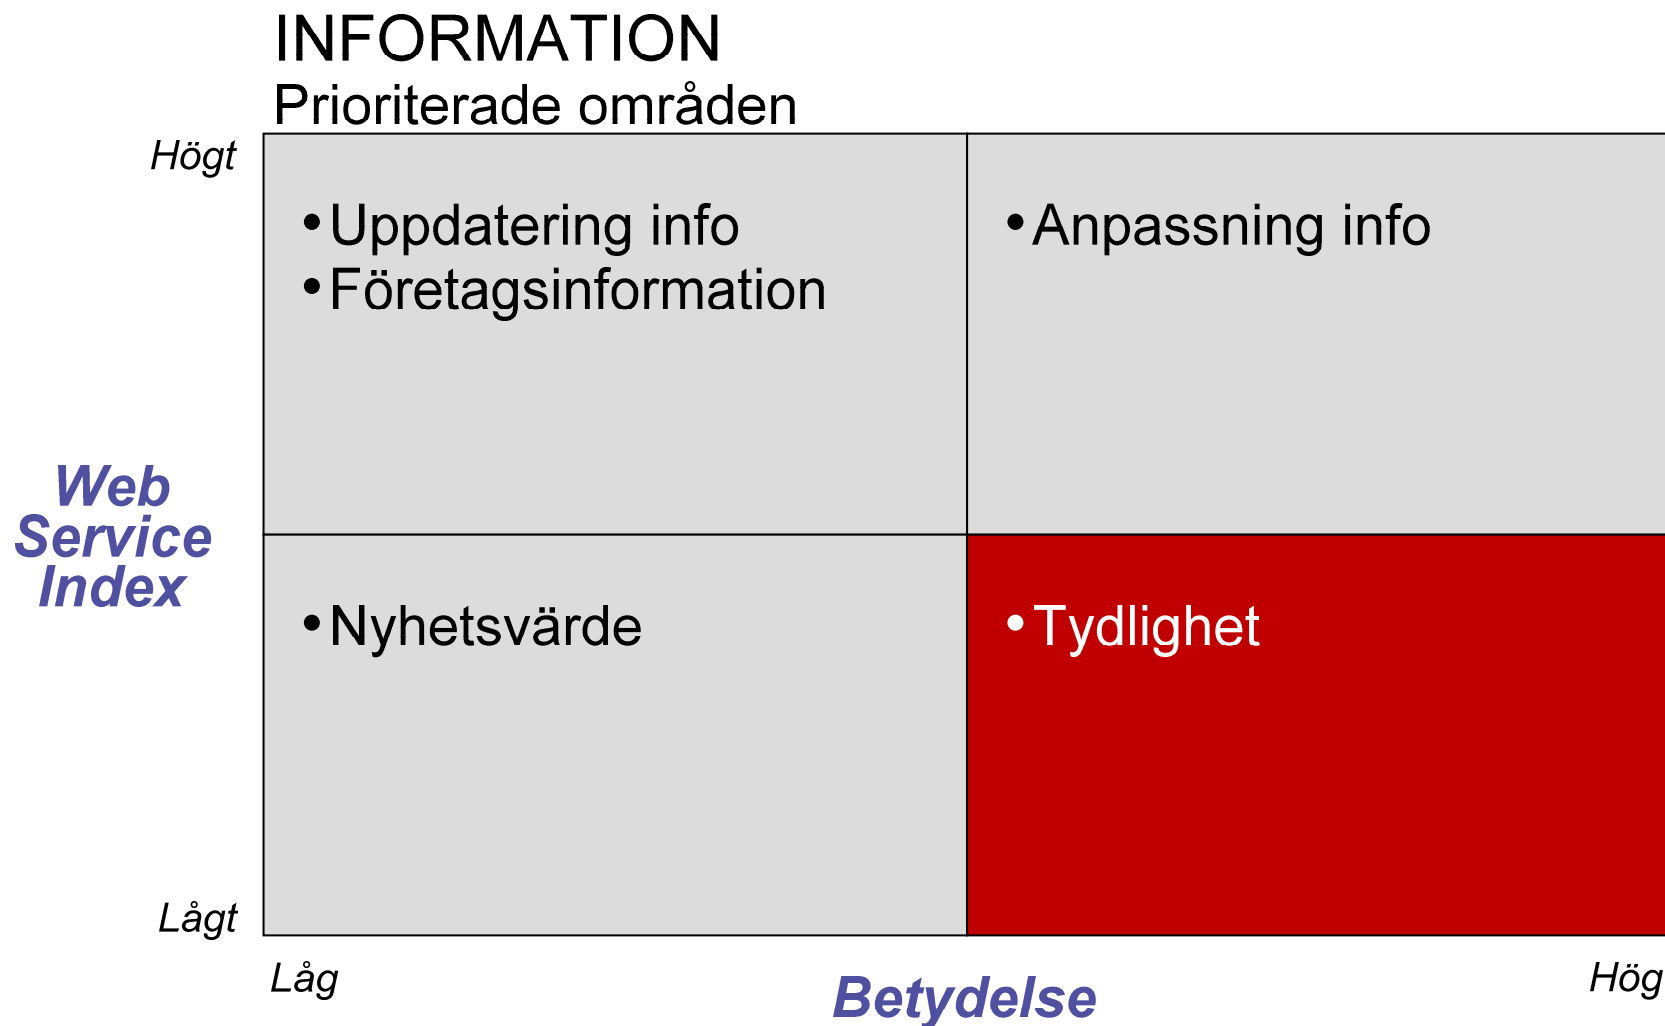 INFORMATION
Prioriterade områden
Högt
•Uppdatering info
•Företagsinformation
•Anpassning info
Web
Service
Index
•Nyhetsvärde
•Tydlighet
Lågt
Låg
Betydelse
Hög